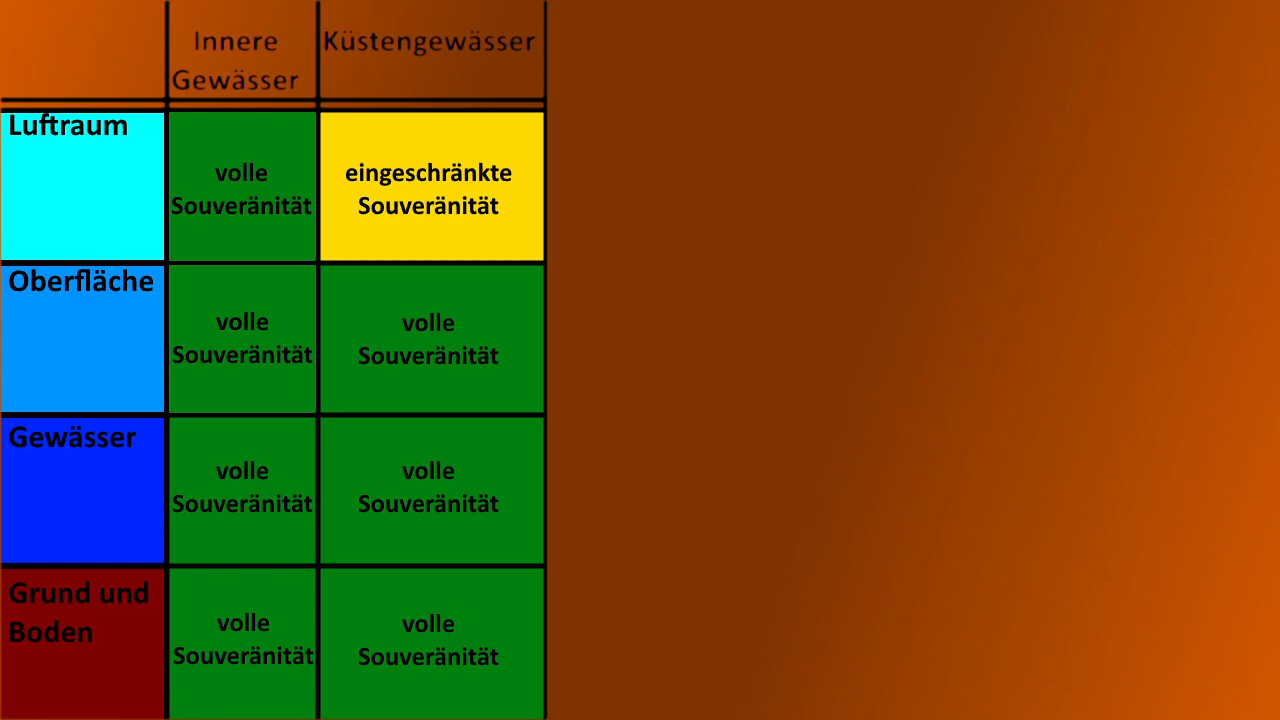 Innere
Gewässer
Küstengewässer
Luftraum
volle
Souveränität
eingeschränkte
Souveränität
Oberfläche
volle
Souveränität
volle
Souveränität
Gewässer
volle
Souveränität
volle
Souveränität
Grund und
Boden
volle
Souveränität
volle
Souveränität